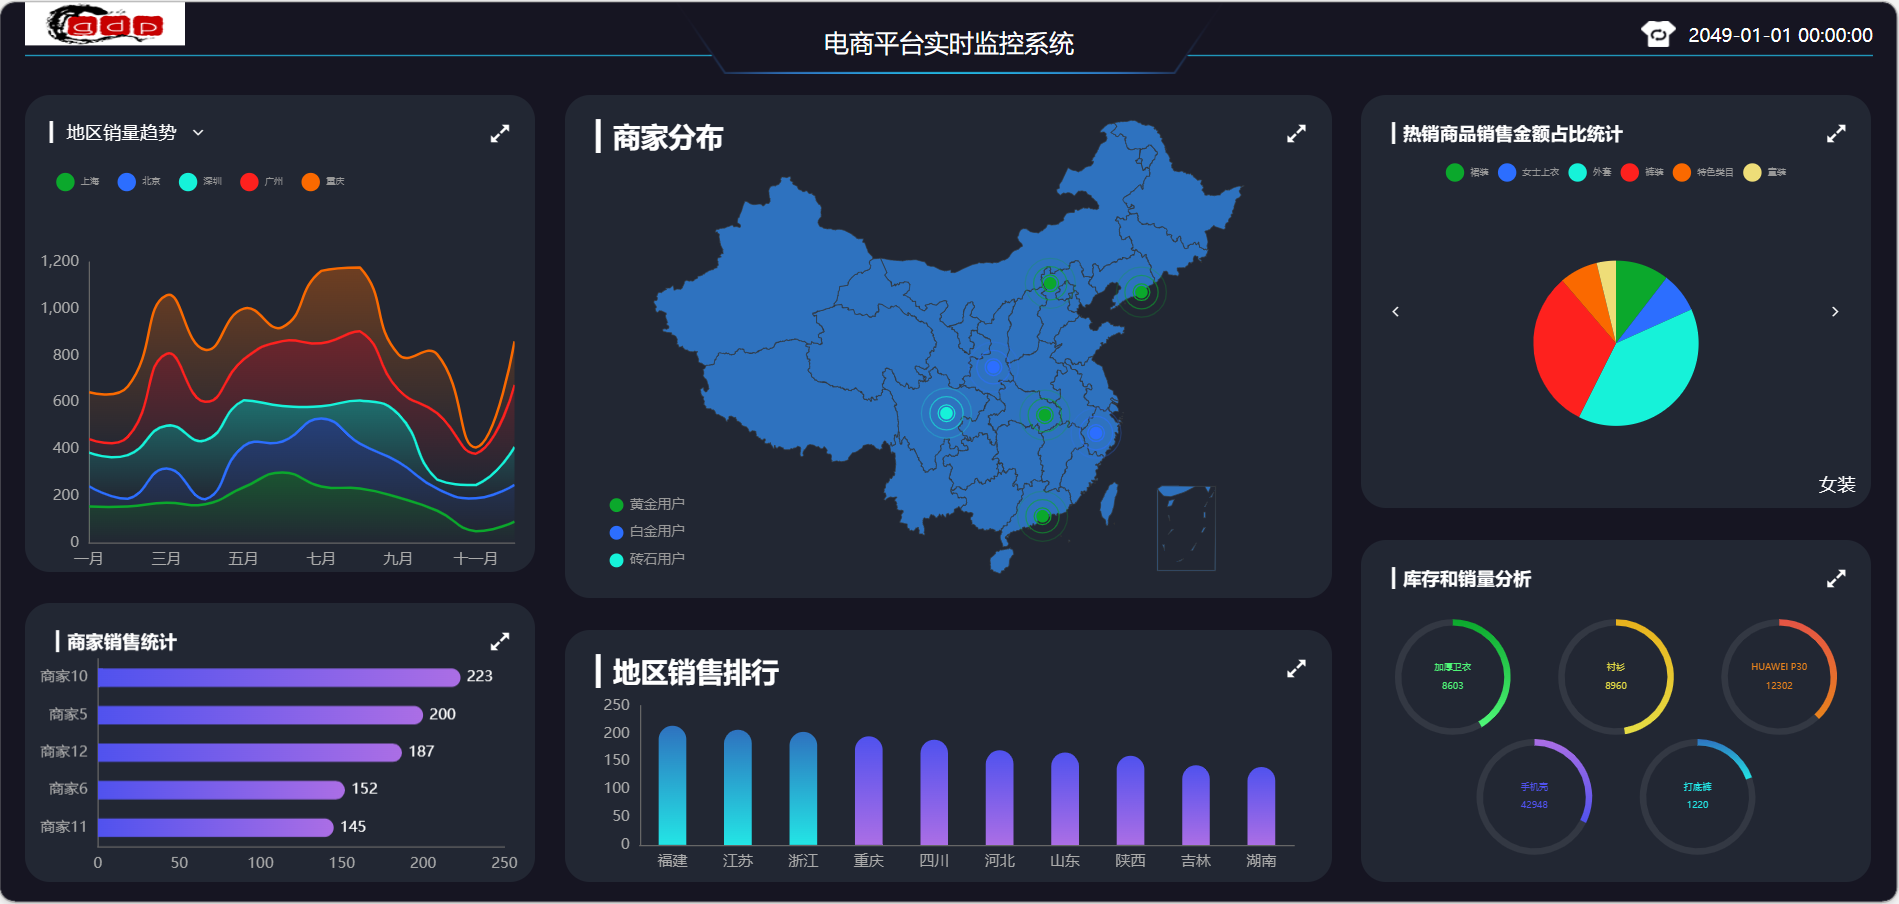 电商平台实时监控系统
2049-01-01 00:00:00
地区销量趋势
上海 北京 深圳 广州 重庆
1,200
1,000
800
600
400
200
0
一月 三月 五月 七月 九月 十一月
商家销售统计
商家10 223
商家5 200
商家12 187
商家6 152
商家11 145
0 50 100 150 200 250
商家分布
黄金用户
白金用户
砖石用户
地区销售排行
250
200
150
100
50
0
福建 江苏 浙江 重庆 四川 河北 山东 陕西 吉林 湖南
热销商品销售金额占比统计
裙装 女士上衣 外套 裤装 特色类目 童装
女装
库存和销量分析
加厚卫衣
8603
衬衫
8960
HUAWEI P30
12302
手机壳
42948
打底裤
1220